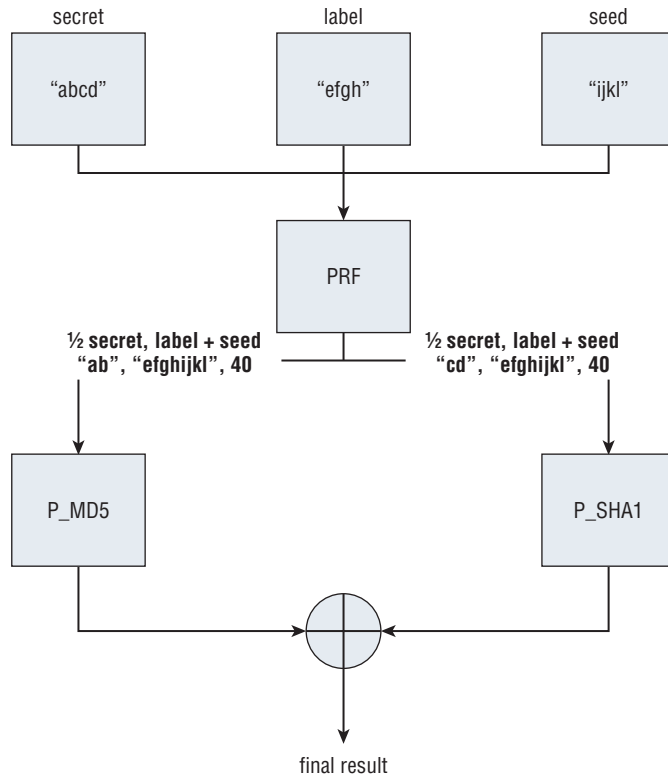 secret
label
seed
“abcd”
“efgh”
“ijkl”
PRF
½ secret, label + seed
“ab”, “efghijkl”, 40
½ secret, label + seed
“cd”, “efghijkl”, 40
P_MD5
P_SHA1
final result